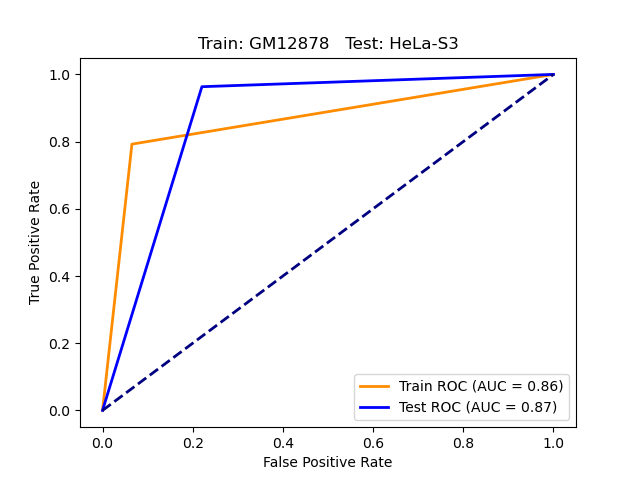 Train: GM12878   Test: HeLa-S3
True Positive Rate
1.0
0.8
0.6
0.4
0.2
0.0
Train ROC (AUC = 0.86)
Test ROC (AUC = 0.87)
0.0 0.2 0.4 0.6 0.8 1.0
False Positive Rate